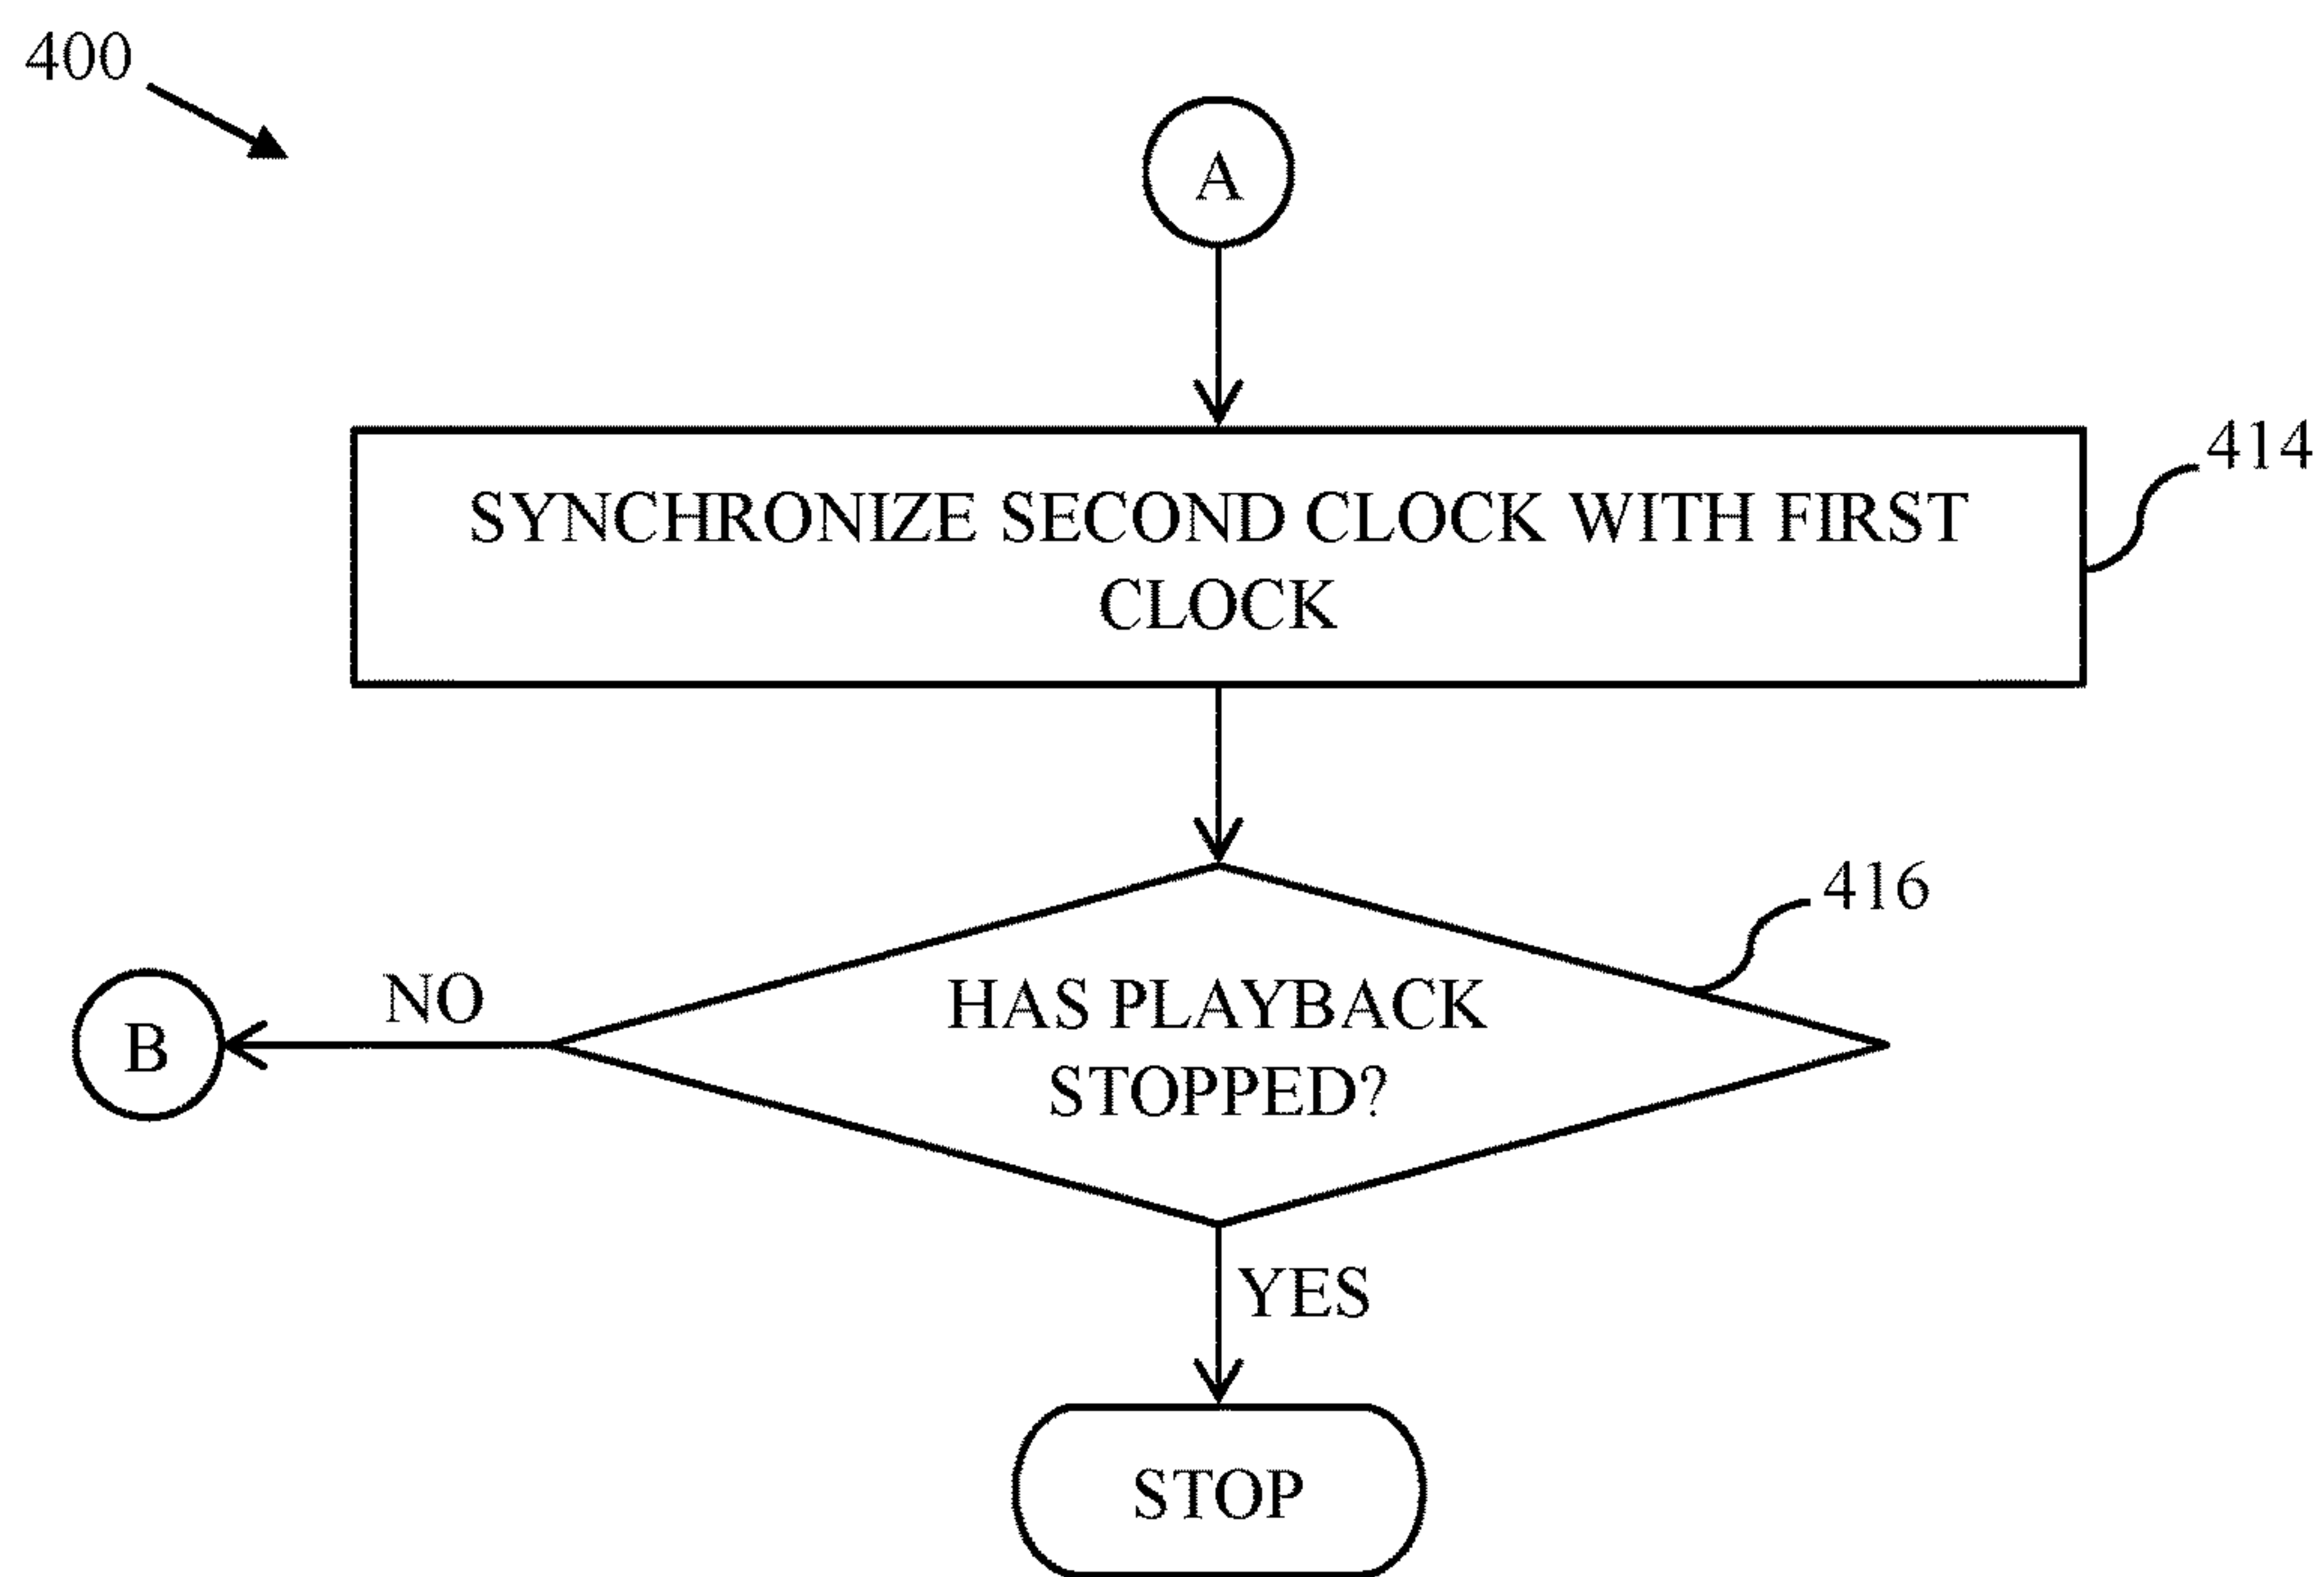 400
A
SYNCHRONIZE SECOND CLOCK WITH FIRST
CLOCK
414
416
HAS PLAYBACK
STOPPED?
NO
B
YES
STOP